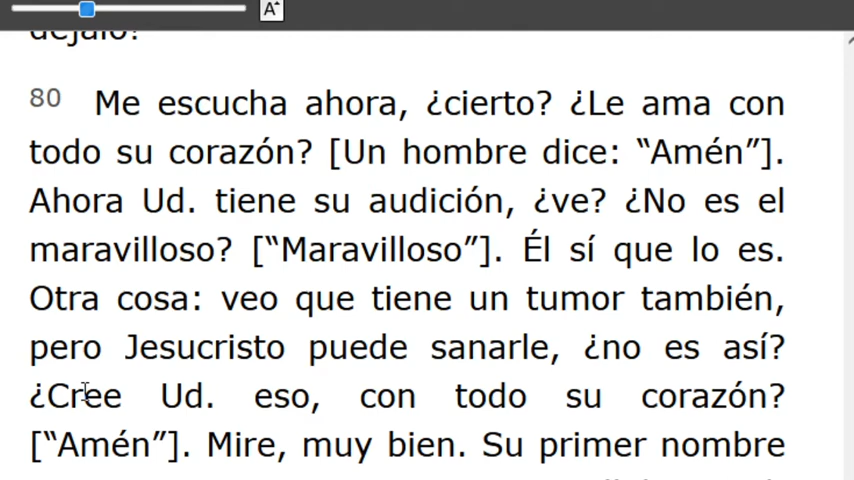 dejalo!
80 Me escucha ahora, ¿cierto? ¿Le ama con
todo su corazón? [Un hombre dice: “Amén”].
Ahora Ud. tiene su audición, ¿ve? ¿No es el
maravilloso? [“Maravilloso”]. Él sí que lo es.
Otra cosa: veo que tiene un tumor también,
pero Jesucristo puede sanarle, ¿no es así?
¿Cree Ud. eso, con todo su corazón?
[“Amén”]. Mire, muy bien. Su primer nombre